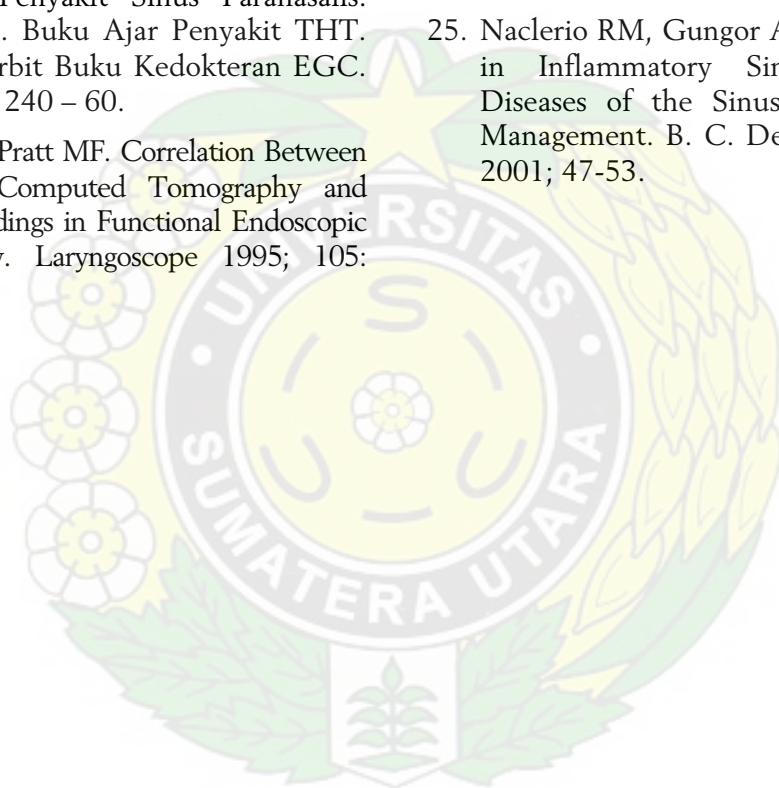 Penyakit Sinus Paranasalis.
. Buku Ajar Penyakit THT.
rbit Buku Kedokteran EGC.
240 – 60.
Pratt MF. Correlation Between
Computed Tomography and
dings in Functional Endoscopic
. Laryngoscope 1995; 105:
25. Naclerio RM, Gungor A
in Inflammatory Sin
Diseases of the Sinus
Management. B. C. De
2001; 47-53.
UNIVERSITAS
SUMATERA UTARA
U S U